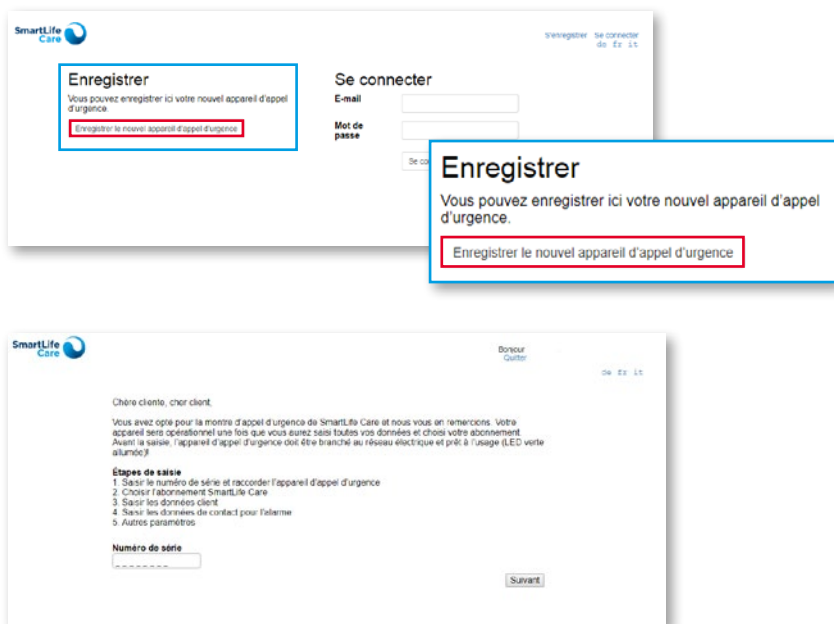 SmartLife
Care
S'enregistrer Se connecter
de fr it
Enregistrer
Vous pouvez enregistrer ici votre nouvel appareil d'appel
d'urgence.
Enregistrer le nouvel appareil d'appel d'urgence
Se connecter
E-mail
Mot de
passe
Se co
Enregistrer
Vous pouvez enregistrer ici votre nouvel appareil d'appel
d'urgence.
Enregistrer le nouvel appareil d'appel d'urgence
SmartLife
Care
Bonjour
Quitter
de fr it
Chère cliente, cher client,
Vous avez opté pour la montre d'appel d'urgence de SmartLife Care et nous vous en remercions. Votre
appareil sera opérationnel une fois que vous aurez saisi toutes vos données et choisi votre abonnement.
Avant la saisie, l'appareil d'appel d'urgence doit être branché au réseau électrique et prêt à l'usage (LED verte
allumée)!
Étapes de saisie
1. Saisir le numéro de série et raccorder l'appareil d'appel d'urgence
2. Choisir l'abonnement SmartLife Care
3. Saisir les données client
4. Saisir les données de contact pour l'alarme
5. Autres paramètres
Numéro de série
_ _ _ _ _ _ _ _
Suivant